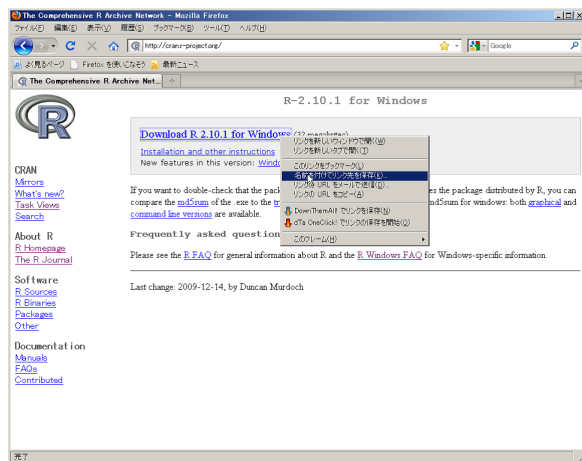 The Comprehensive R Archive Network - Mozilla Firefox
ファイル(F) 編集(E) 表示(V) 履歴(S) ブックマーク(B) ツール(T) ヘルプ(H)
http://cran.r-project.org/
Google
よく見るページ Firefox を使いこなそう 最新ニュース
The Comprehensive R Archive Net...
R
R-2.10.1 for Windows
Download R 2.10.1 for Windows (32 megabytes)
Installation and other instructions
New features in this version: Windo
リンクを新しいウィンドウで開く(W)
リンクを新しいタブで開く(T)
このリンクをブックマーク(L)
名前を付けてリンク先を保存(K)...
リンクの URL をメールで送信(D)...
リンクの URL をコピー(A)
DownThemAll! でリンクを保存(N)
dTa OneClick! でリンクの保存を開始(O)
このフレーム(H)
CRAN
Mirrors
What's new?
Task Views
Search
About R
R Homepage
The R Journal
Software
R Sources
R Binaries
Packages
Other
Documentation
Manuals
FAQs
Contributed
If you want to double-check that the pack es the package distributed by R, you can
compare the md5sum of the .exe to the tr md5sum for windows: both graphical and
command line versions are available.
Frequently asked question
Please see the R FAQ for general information about R and the R Windows FAQ for Windows-specific information.
Last change: 2009-12-14, by Duncan Murdoch
完了